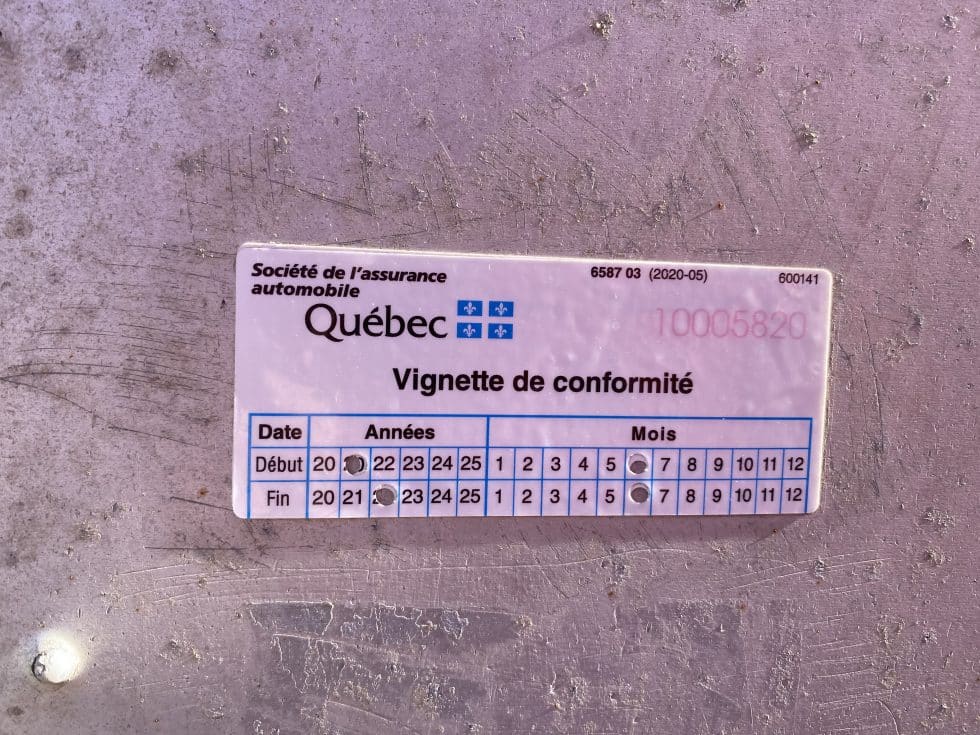 Société de l'assurance
automobile
6587 03 (2020-05)
600141
Québec
10005820
Vignette de conformité
Date Années Mois
Début 20 22 23 24 25 1 2 3 4 5 7 8 9 10 11 12
Fin 20 21 23 24 25 1 2 3 4 5 7 8 9 10 11 12